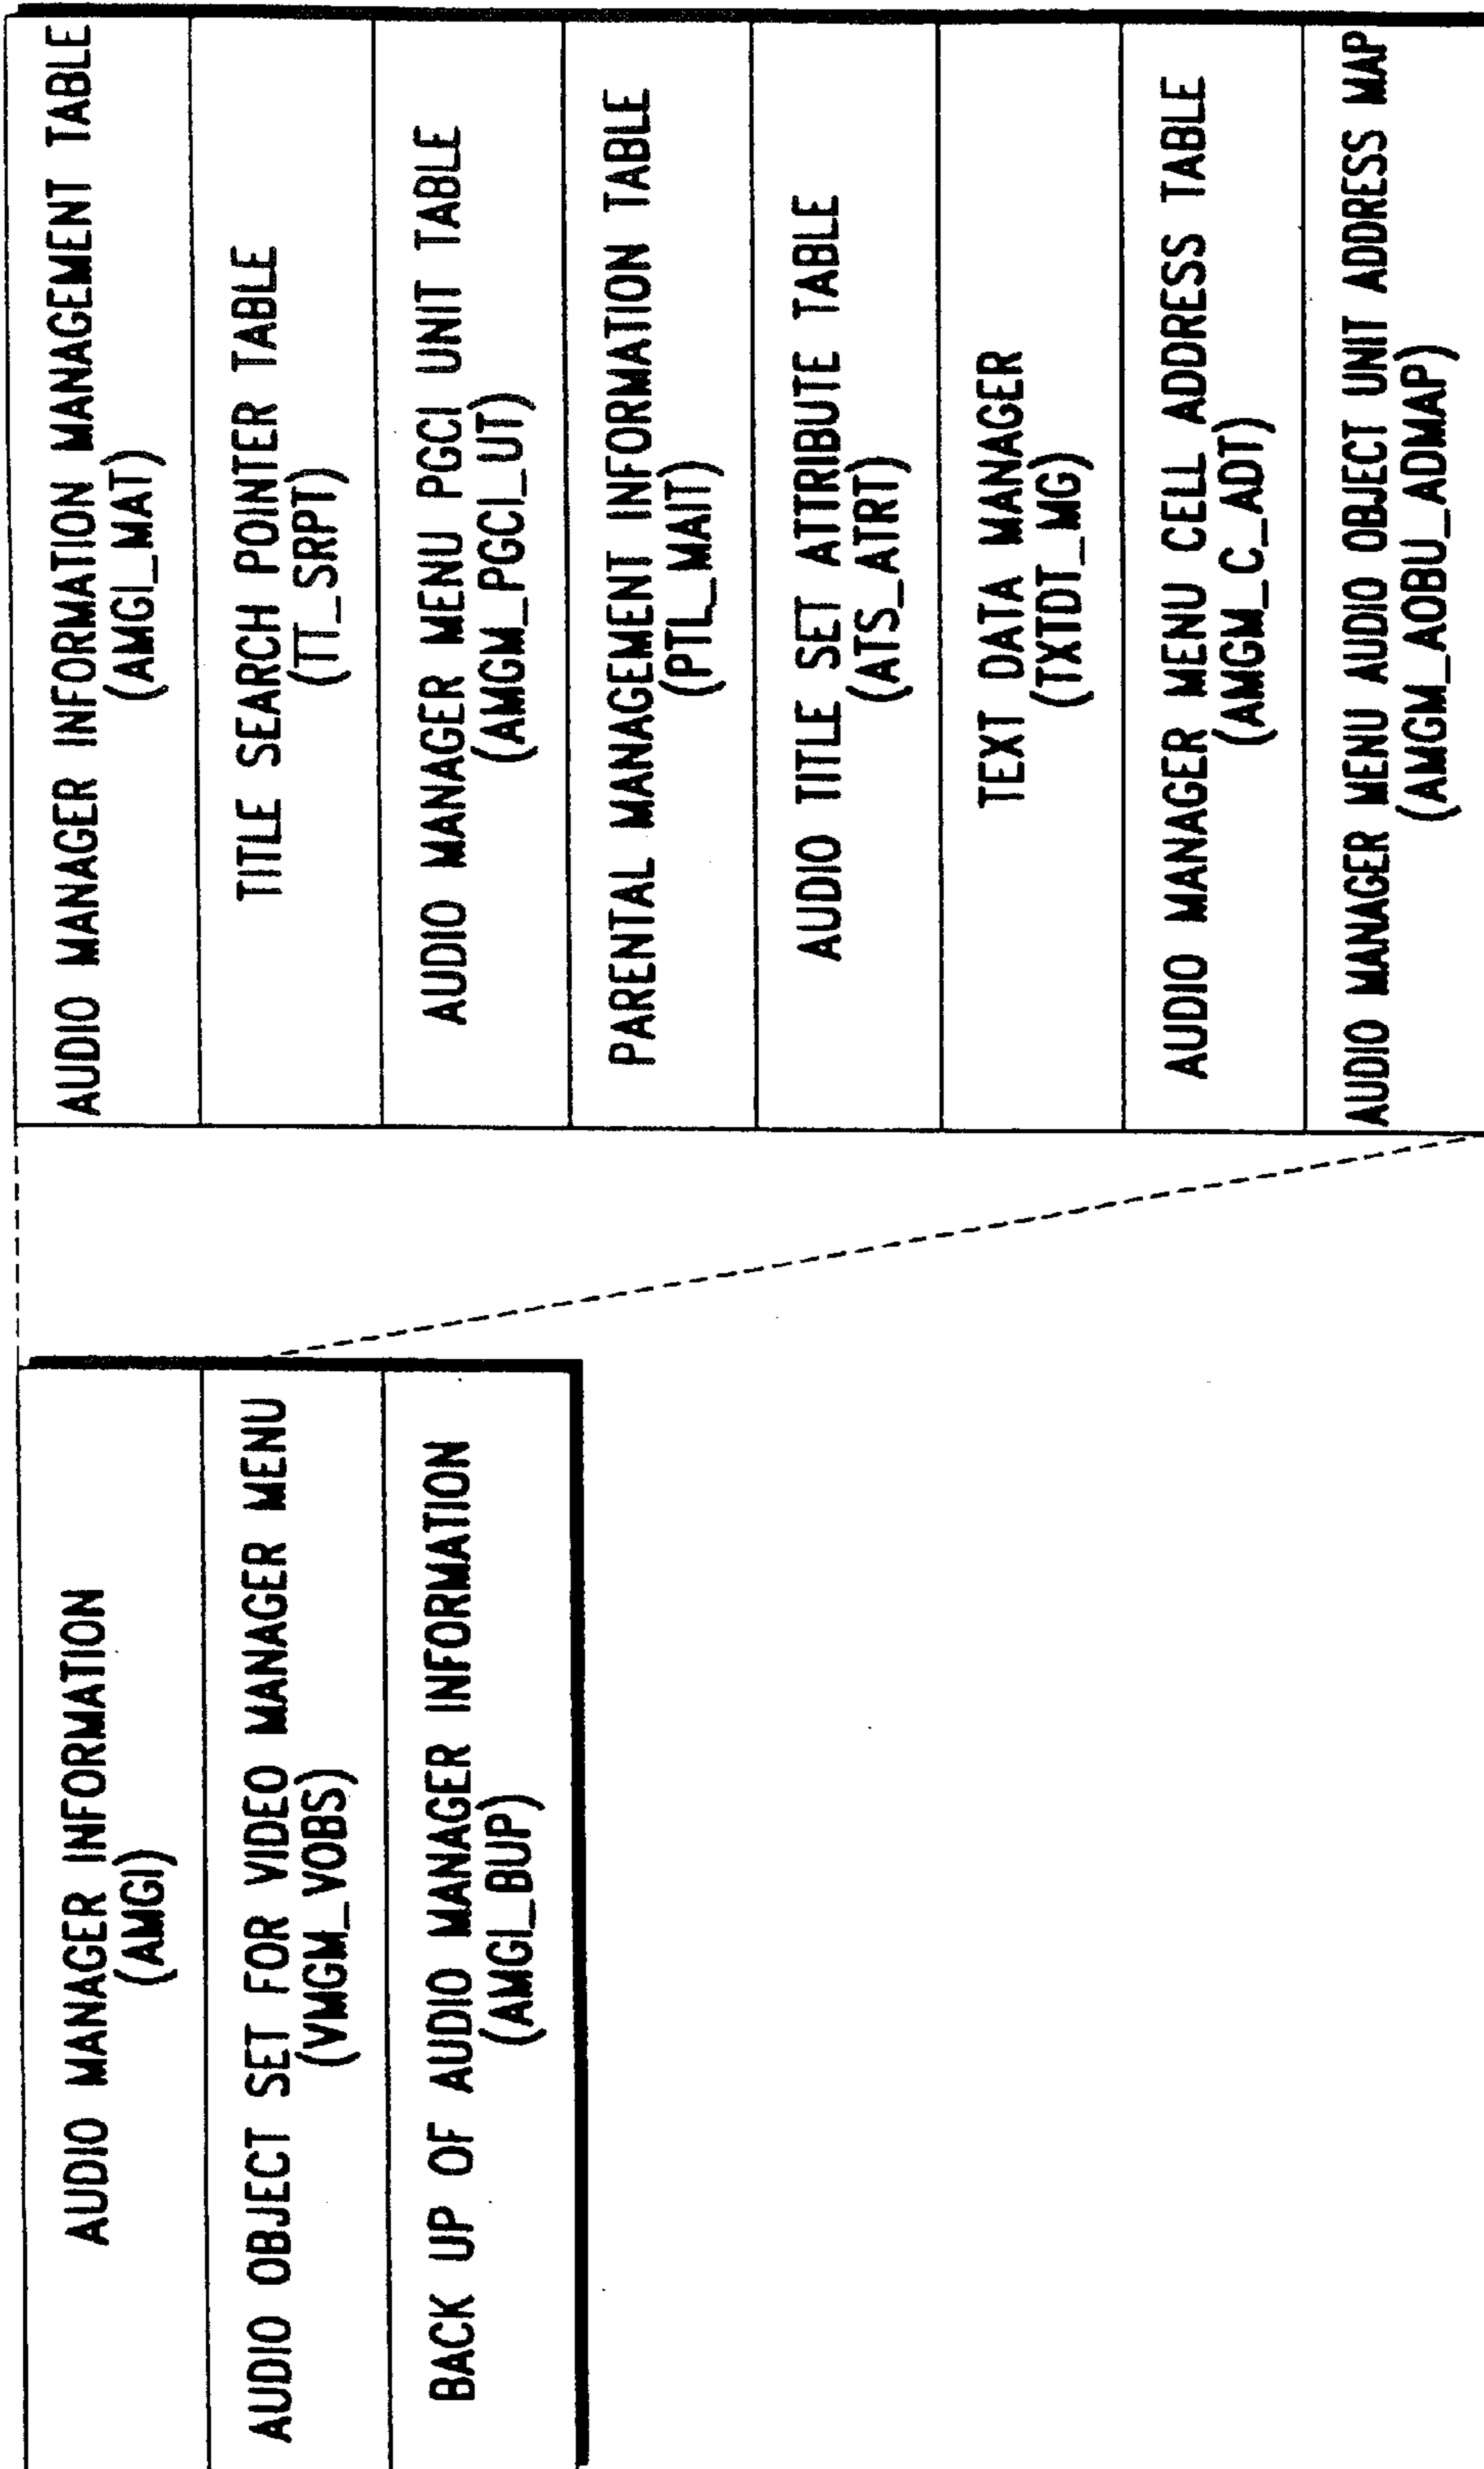 AUDIO MANAGER INFORMATION
(AMGI)
AUDIO OBJECT SET FOR VIDEO MANAGER MENU
(VMGM_VOBS)
BACK UP OF AUDIO MANAGER INFORMATION
(AMGI_BUP)
AUDIO MANAGER INFORMATION MANAGEMENT TABLE
(AMGI_MAT)
TITLE SEARCH POINTER TABLE
(TT_SRPT)
AUDIO MANAGER MENU PGCI UNIT TABLE
(AMGM_PGCI_UT)
PARENTAL MANAGEMENT INFORMATION TABLE
(PTL_MAIT)
AUDIO TITLE SET ATTRIBUTE TABLE
(ATS_ATRT)
TEXT DATA MANAGER
(TXTDT_MG)
AUDIO MANAGER MENU CELL ADDRESS TABLE
(AMGM_C_ADT)
AUDIO MANAGER MENU AUDIO OBJECT UNIT ADDRESS MAP
(AMGM_AOBU_ADMAP)